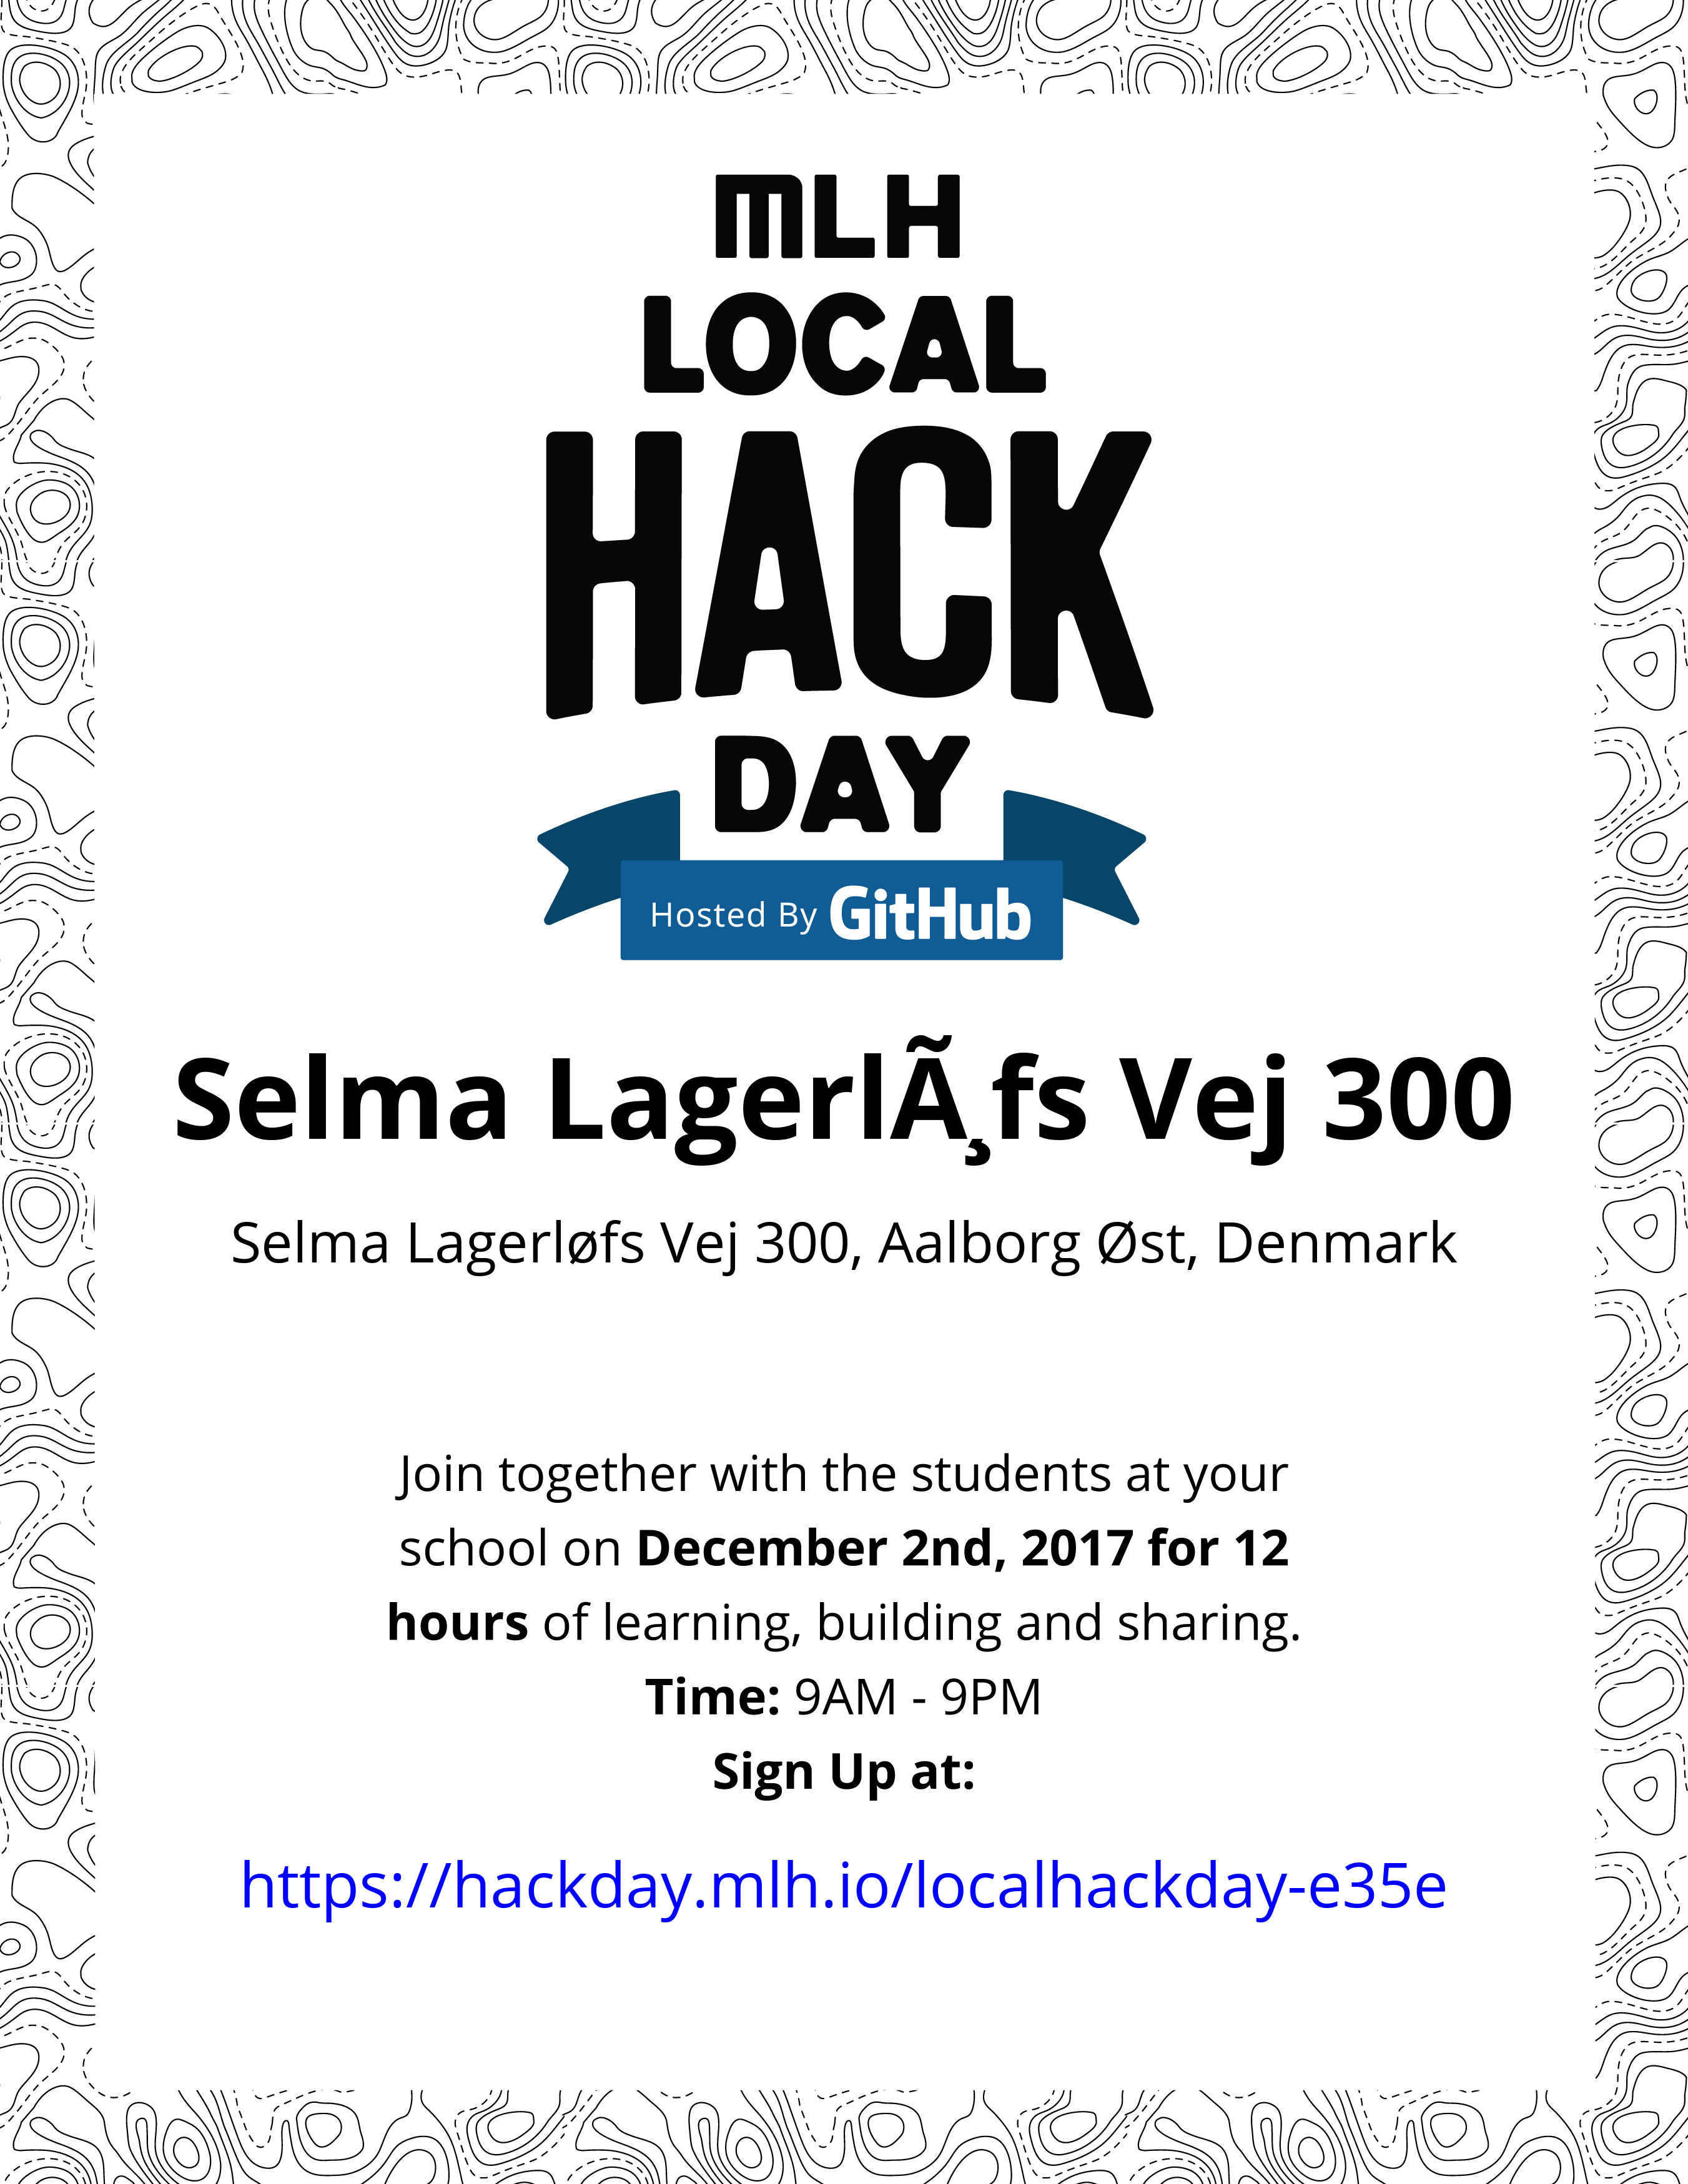 MLH
LOCAL
HACK
DAY
Hosted By GitHub
Selma LagerlÃ¸fs Vej 300
Selma Lagerløfs Vej 300, Aalborg Øst, Denmark
Join together with the students at your
school on December 2nd, 2017 for 12
hours of learning, building and sharing.
Time: 9AM - 9PM
Sign Up at:
https://hackday.mlh.io/localhackday-e35e